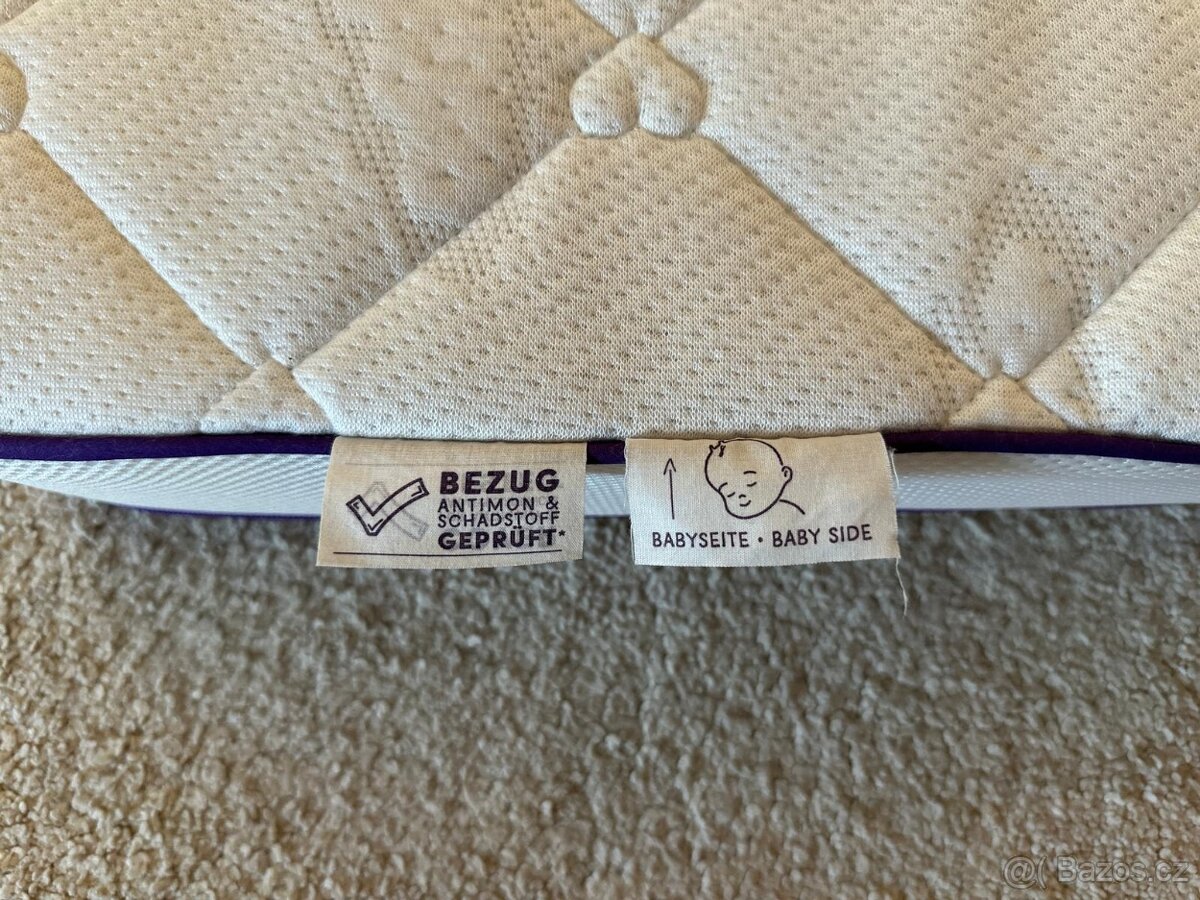 BEZUG
ANTIMON &
SCHADSTOFF
GEPRÜFT*
BABYSEITE · BABY SIDE
@( Bazos.cz